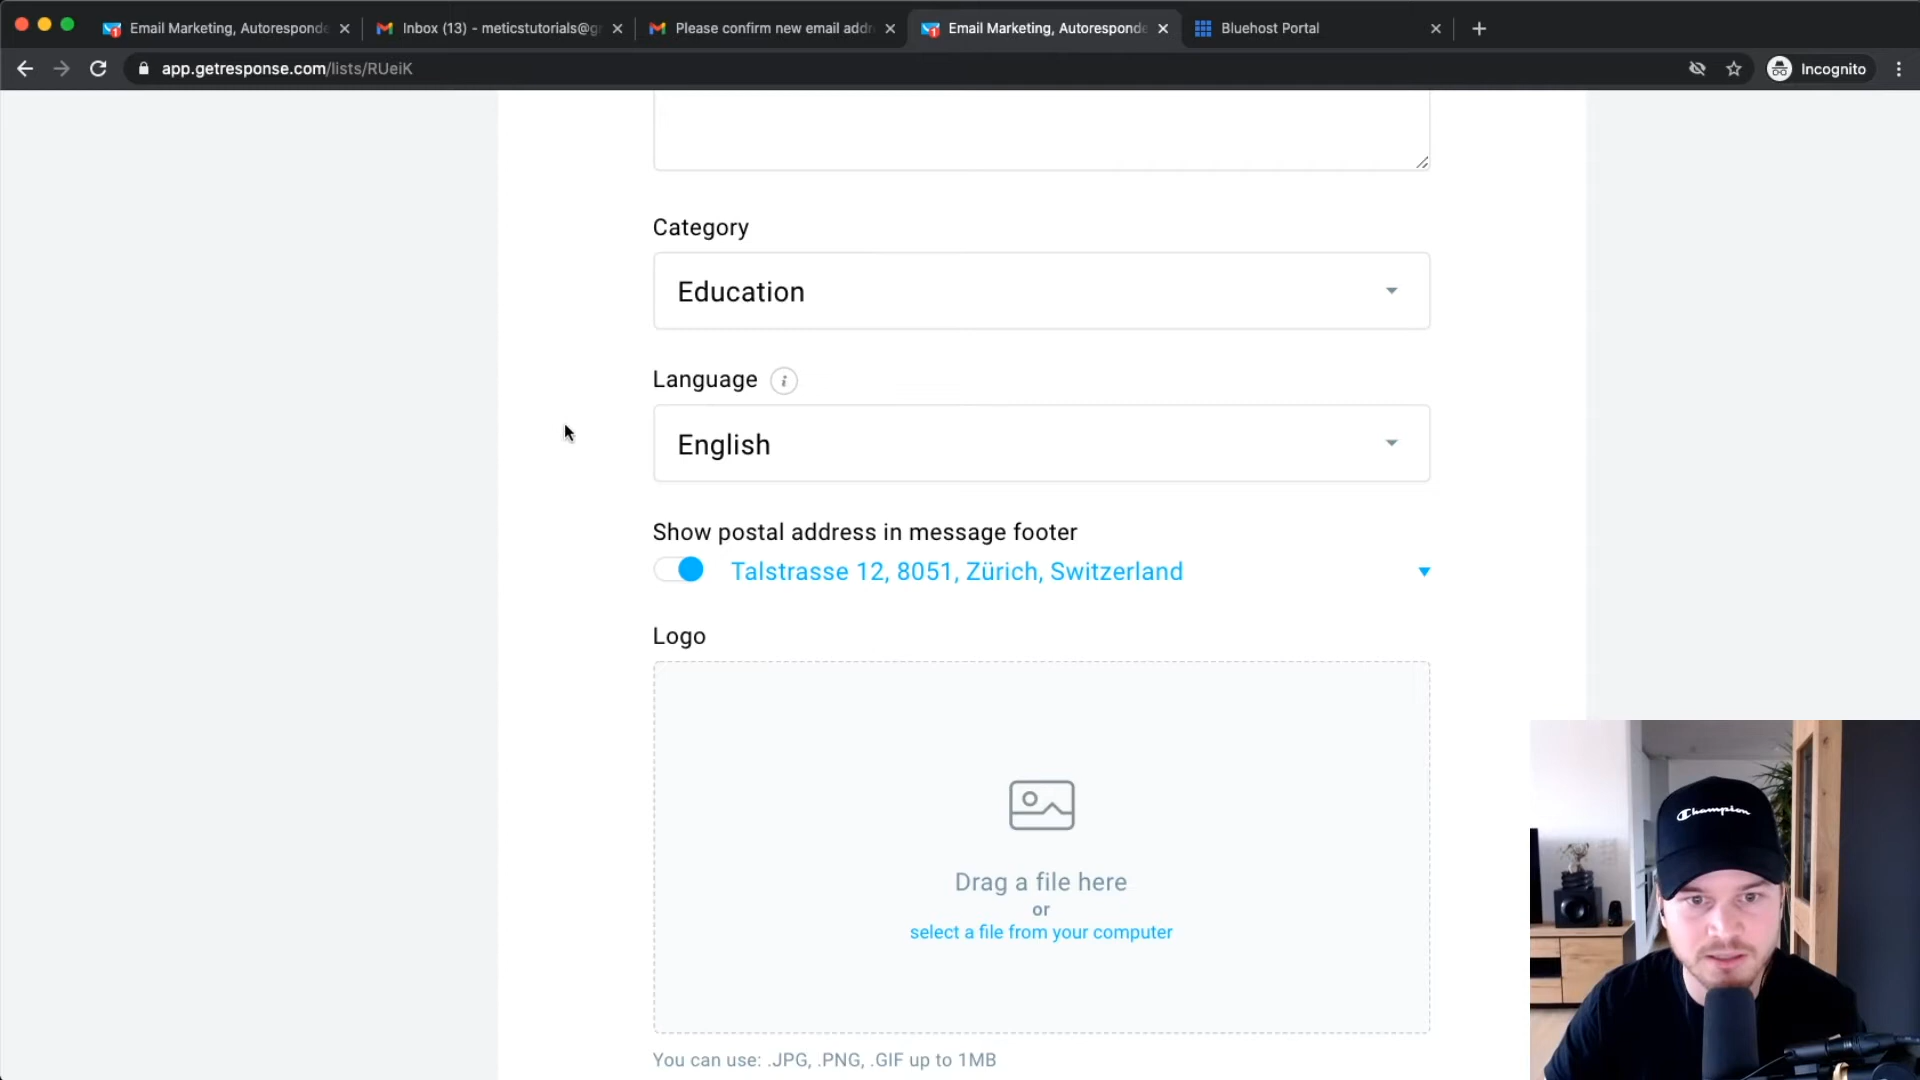 Email Marketing, Autoresponde
Inbox (13) - meticstutorials@g
Please confirm new email addr
Email Marketing, Autoresponde
Bluehost Portal
app.getresponse.com/lists/RUeiK
Incognito
Category
Education
Language
English
Show postal address in message footer
Talstrasse 12, 8051, Zürich, Switzerland
Logo
Drag a file here
or
select a file from your computer
You can use: .JPG, .PNG, .GIF up to 1MB
Champion